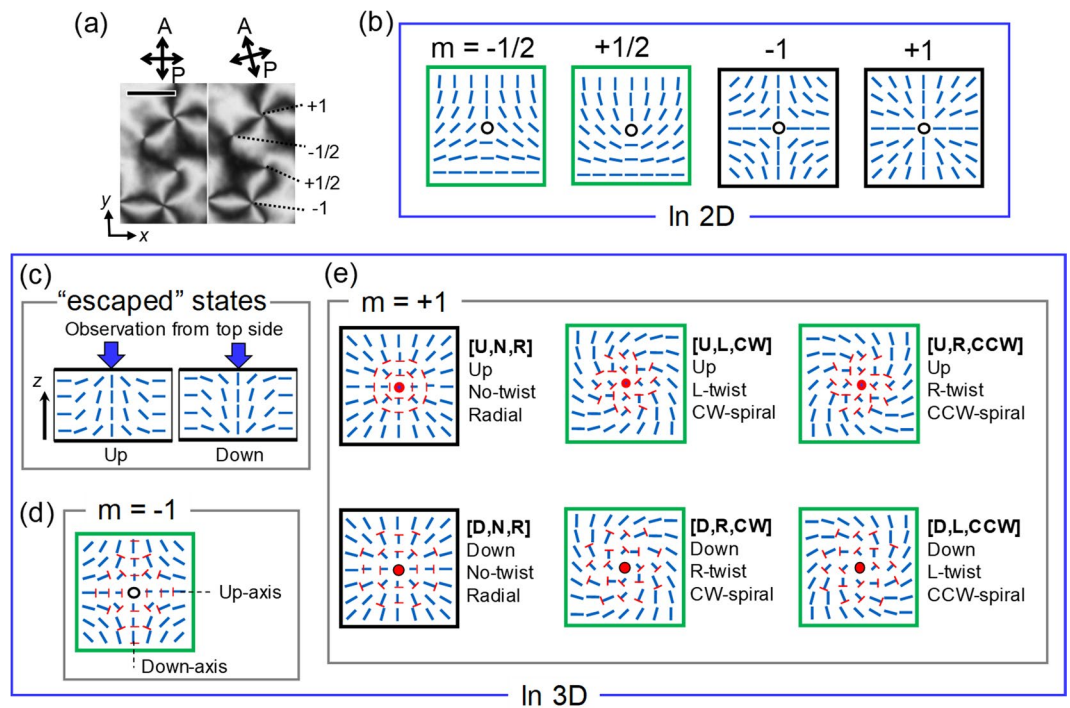 (a)
A
P
A
P
+1
-1/2
+1/2
-1
y
x
(b)
m = -1/2
+1/2
-1
+1
In 2D
(c)
“escaped” states
Observation from top side
z
Up
Down
(d)
m = -1
Up-axis
Down-axis
(e)
m = +1
[U,N,R]
Up
No-twist
Radial
[U,L,CW]
Up
L-twist
CW-spiral
[U,R,CCW]
Up
R-twist
CCW-spiral
[D,N,R]
Down
No-twist
Radial
[D,R,CW]
Down
R-twist
CW-spiral
[D,L,CCW]
Down
L-twist
CCW-spiral
In 3D